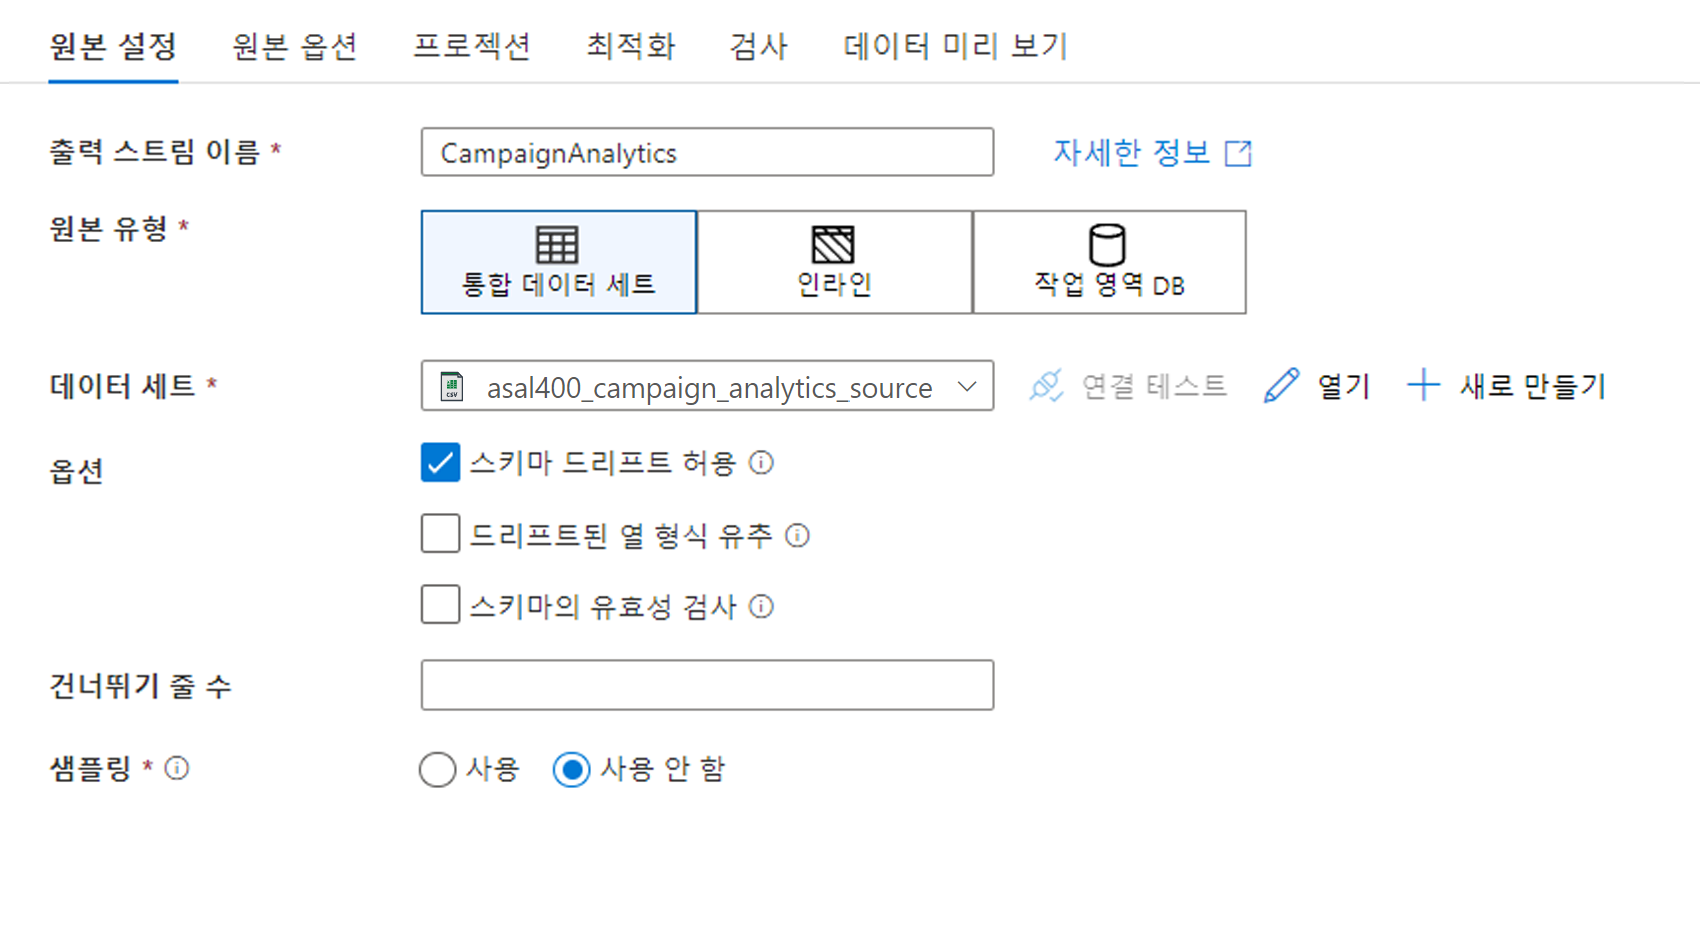 원본 설정 원본 옵션 프로젝션 최적화 검사 데이터 미리 보기
출력 스트림 이름 * CampaignAnalytics 자세한 정보
원본 유형 * 통합 데이터 세트 인라인 작업 영역 DB
데이터 세트 * csv asal400_campaign_analytics_source 연결 테스트 열기 새로 만들기
옵션 스키마 드리프트 허용
드리프트된 열 형식 유추
스키마의 유효성 검사
건너뛰기 줄 수
샘플링 * 사용 사용 안 함